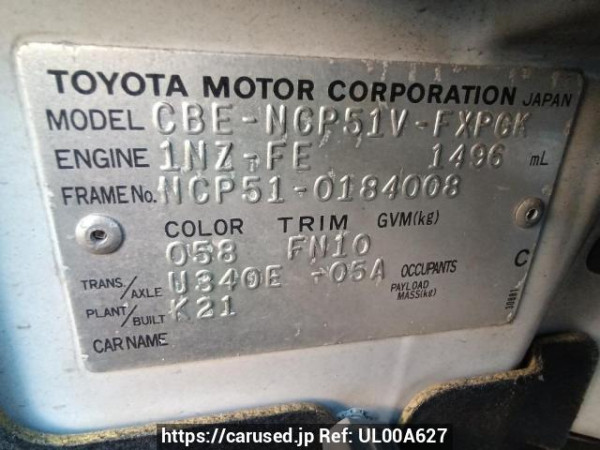 TOYOTA MOTOR CORPORATION JAPAN
MODEL CBE-NCP51V-FXPGK
ENGINE 1NZ-FE 1496 mL
FRAME No. NCP51-0184008
COLOR TRIM GVM(kg)
058 FN10
TRANS./AXLE U340E -05A OCCUPANTS C
PAYLOAD MASS(kg)
PLANT/BUILT K21
CAR NAME
https://carused.jp Ref: UL00A627